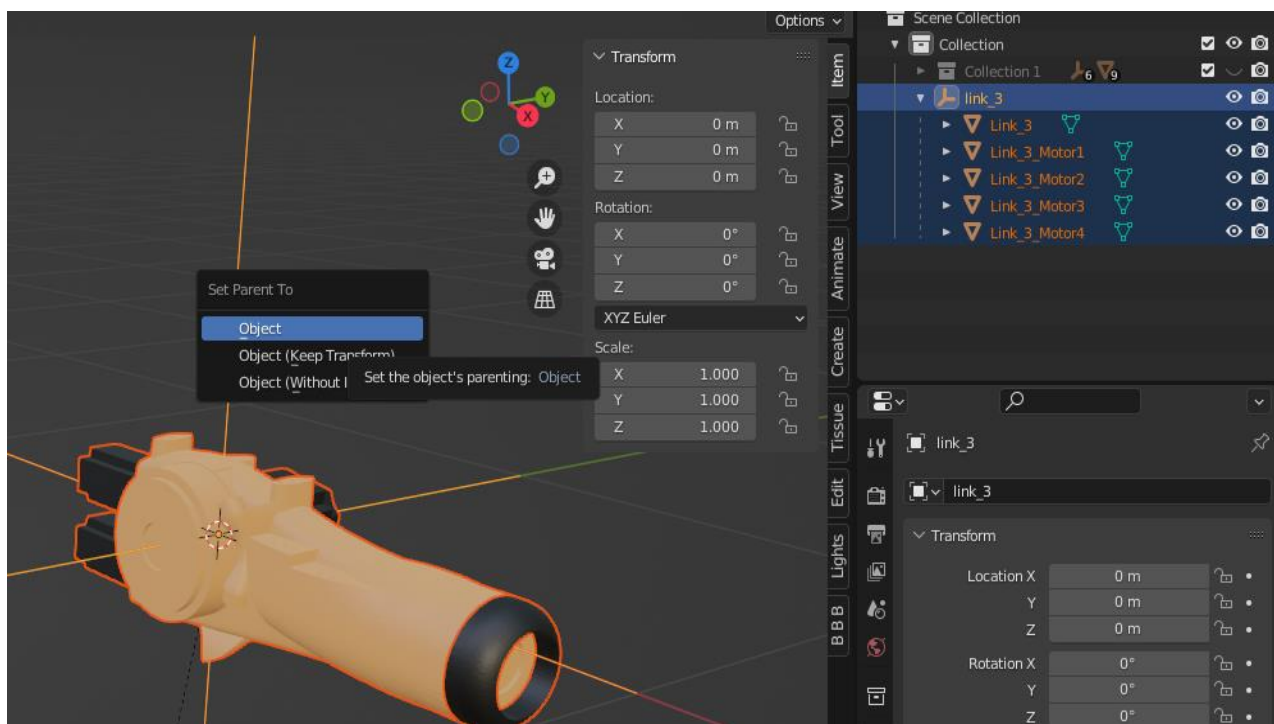 Options
Scene Collection
Collection
Collection 1 6 9
link_3
Link_3
Link_3_Motor1
Link_3_Motor2
Link_3_Motor3
Link_3_Motor4
Z
Y
X
Transform
Location:
X 0 m
Y 0 m
Z 0 m
Rotation:
X 0°
Y 0°
Z 0°
XYZ Euler
Scale:
X 1.000
Y 1.000
Z 1.000
Item
Tool
View
Animate
Create
Tissue
Edit
Lights
B B B
Set Parent To
Object
Object (Keep Transform)
Object (Without I
Set the object's parenting: Object
link_3
link_3
Transform
Location X 0 m
Y 0 m
Z 0 m
Rotation X 0°
Y 0°
Z 0°